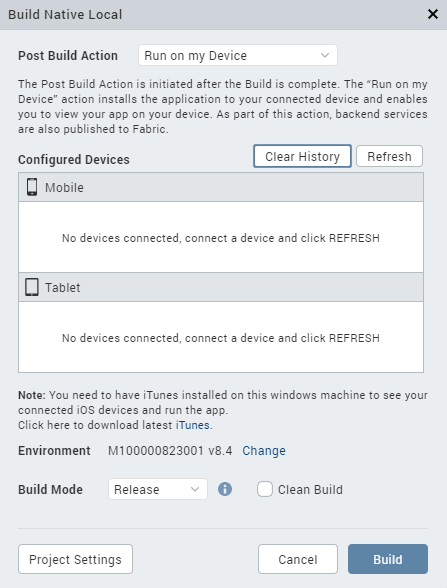 Build Native Local
Post Build Action Run on my Device
The Post Build Action is initiated after the Build is complete. The “Run on my
Device” action installs the application to your connected device and enables
you to view your app on your device. As part of this action, backend services
are also published to Fabric.
Configured Devices Clear History Refresh
Mobile
No devices connected, connect a device and click REFRESH
Tablet
No devices connected, connect a device and click REFRESH
Note: You need to have iTunes installed on this windows machine to see your
connected iOS devices and run the app.
Click here to download latest iTunes.
Environment M100000823001 v8.4 Change
Build Mode Release Clean Build
Project Settings Cancel Build